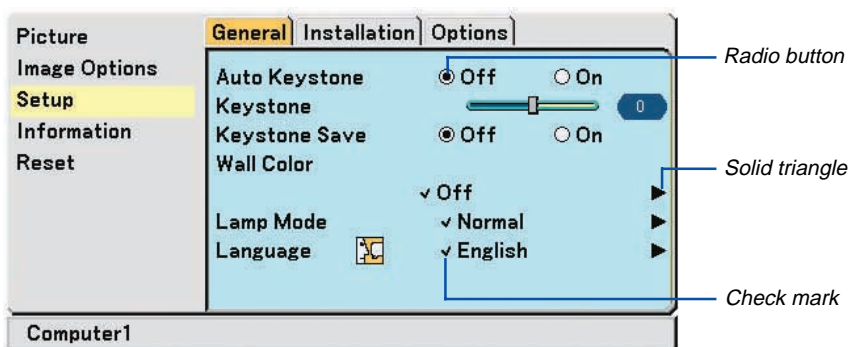 Picture
Image Options
Setup
Information
Reset
General Installation Options
Auto Keystone Off On
Keystone 0
Keystone Save Off On
Wall Color
Off
Lamp Mode Normal
Language English
Computer1
Radio button
Solid triangle
Check mark